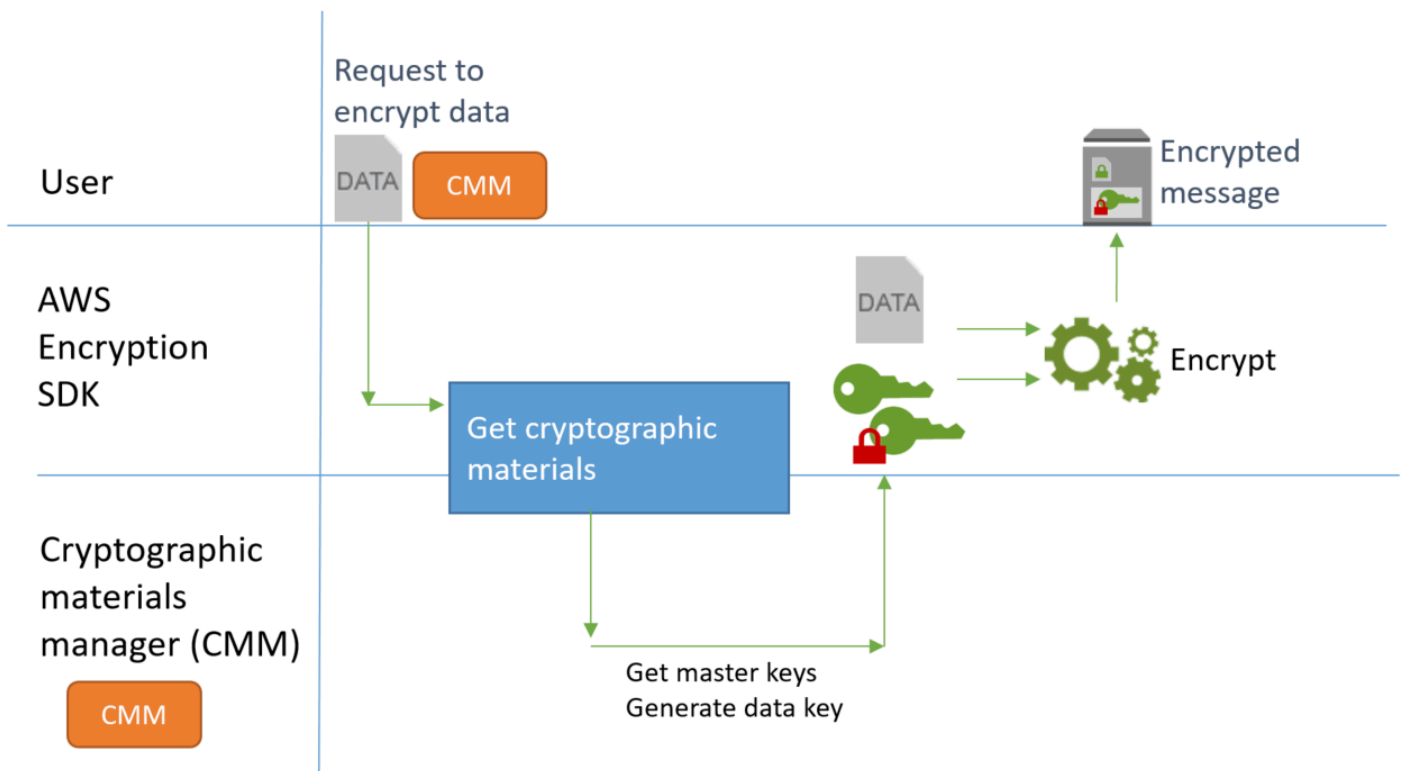 Request to
encrypt data
User
DATA
CMM
Encrypted
message
AWS
Encryption
SDK
DATA
Encrypt
Get cryptographic
materials
Cryptographic
materials
manager (CMM)
Get master keys
Generate data key
CMM